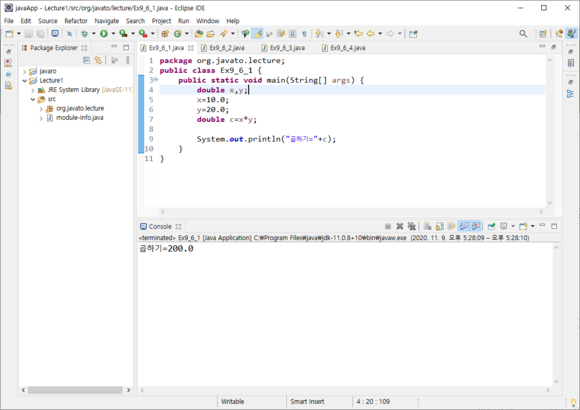 javaApp - Lecture1/src/org/javato/lecture/Ex9_6_1.java - Eclipse IDE
File Edit Source Refactor Navigate Search Project Run Window Help
Package Explorer
javaro
Lecture1
JRE System Library [JavaSE-11]
src
org.javato.lecture
module-info.java
Ex9_6_1.java Ex9_6_2.java Ex9_6_3.java Ex9_6_4.java
1 package org.javato.lecture;
2 public class Ex9_6_1 {
3 public static void main(String[] args) {
4 double x,y;
5 x=10.0;
6 y=20.0;
7 double c=x*y;
8
9 System.out.println("곱하기="+c);
10 }
11 }
Console
<terminated> Ex9_6_1 [Java Application] C:₩Program Files₩java₩jdk-11.0.8+10₩bin₩javaw.exe (2020. 11. 9. 오후 5:28:09 – 오후 5:28:10)
곱하기=200.0
Writable Smart Insert 4 : 20 : 109